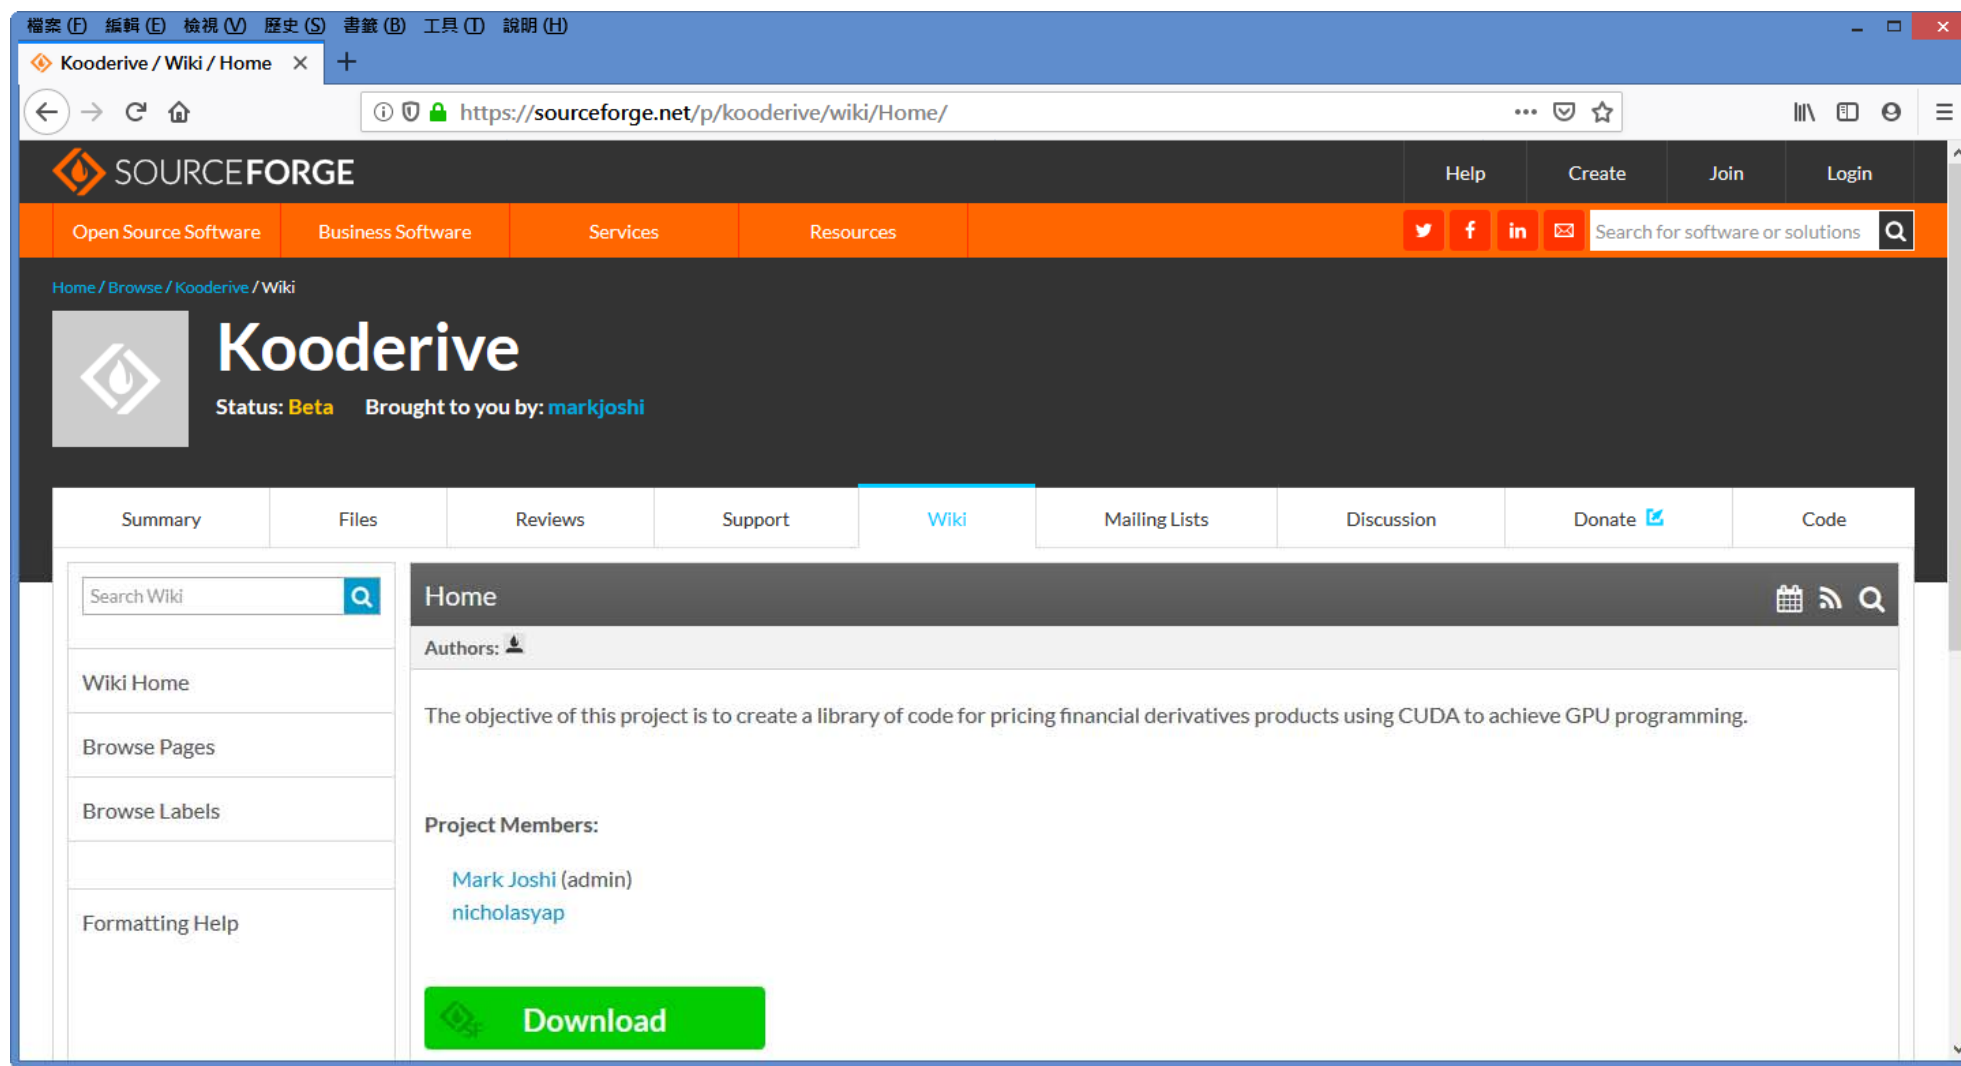 檔案(F) 編輯(E) 檢視(V) 歷史(S) 書籤(B) 工具(T) 說明(H)
Kooderive / Wiki / Home
https://sourceforge.net/p/kooderive/wiki/Home/
SOURCEFORGE
Help Create Join Login
Open Source Software Business Software Services Resources
Search for software or solutions
Home / Browse / Kooderive / Wiki
Kooderive
Status: Beta Brought to you by: markjoshi
Summary Files Reviews Support Wiki Mailing Lists Discussion Donate Code
Search Wiki
Wiki Home
Browse Pages
Browse Labels
Formatting Help
Home
Authors:
The objective of this project is to create a library of code for pricing financial derivatives products using CUDA to achieve GPU programming.
Project Members:
Mark Joshi (admin)
nicholasyap
SF
Download